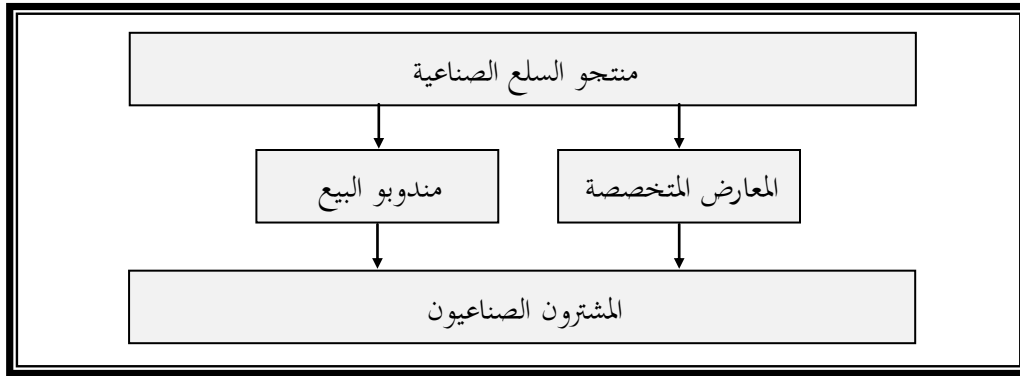 منتجو السلع الصناعية
المعارض المتخصصة
مندوبو البيع
المشترون الصناعيون